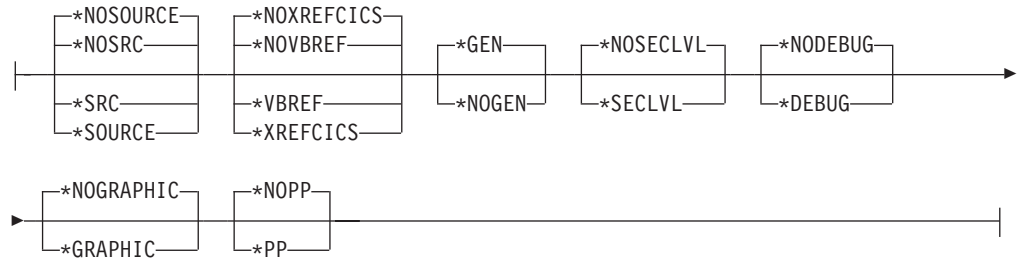 *NOSOURCE *NOXREFCICS
*NOSRC *NOVBREF *GEN *NOSECLVL *NODEBUG
*SRC *VBREF *NOGEN *SECLVL *DEBUG
*SOURCE *XREFCICS
*NOGRAPHIC *NOPP
*GRAPHIC *PP